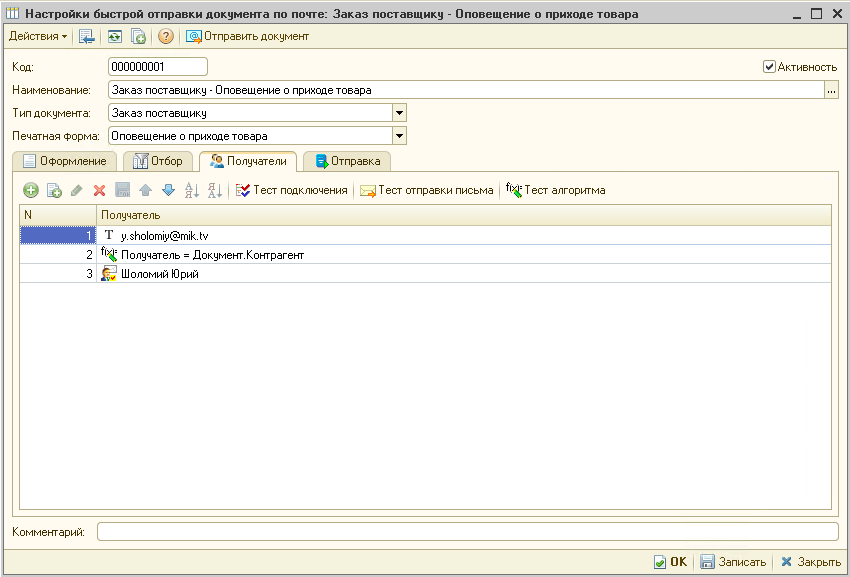 Настройки быстрой отправки документа по почте: Заказ поставщику - Оповещение о приходе товара
Действия Отправить документ
Код: 000000001 Активность
Наименование: Заказ поставщику - Оповещение о приходе товара ...
Тип документа: Заказ поставщику
Печатная форма: Оповещение о приходе товара
Оформление Отбор Получатели Отправка
Тест подключения Тест отправки письма f(x)= Тест алгоритма
N Получатель
1 T y.sholomiy@mik.tv
2 f(x)= Получатель = Документ.Контрагент
3 Шоломий Юрий
Комментарий:
OK Записать Закрыть